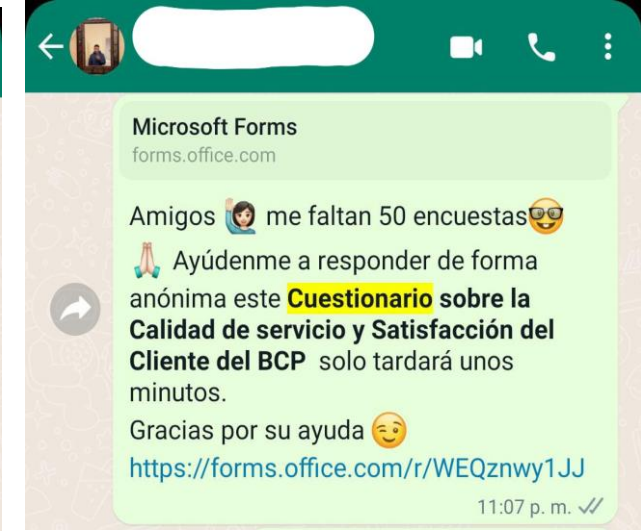 Microsoft Forms
forms.office.com
Amigos 🙋🏻‍♀️ me faltan 50 encuestas🤓
🙏🏻 Ayúdenme a responder de forma
anónima este Cuestionario sobre la
Calidad de servicio y Satisfacción del
Cliente del BCP solo tardará unos
minutos.
Gracias por su ayuda 😉
https://forms.office.com/r/WEQznwy1JJ
11:07 p. m.